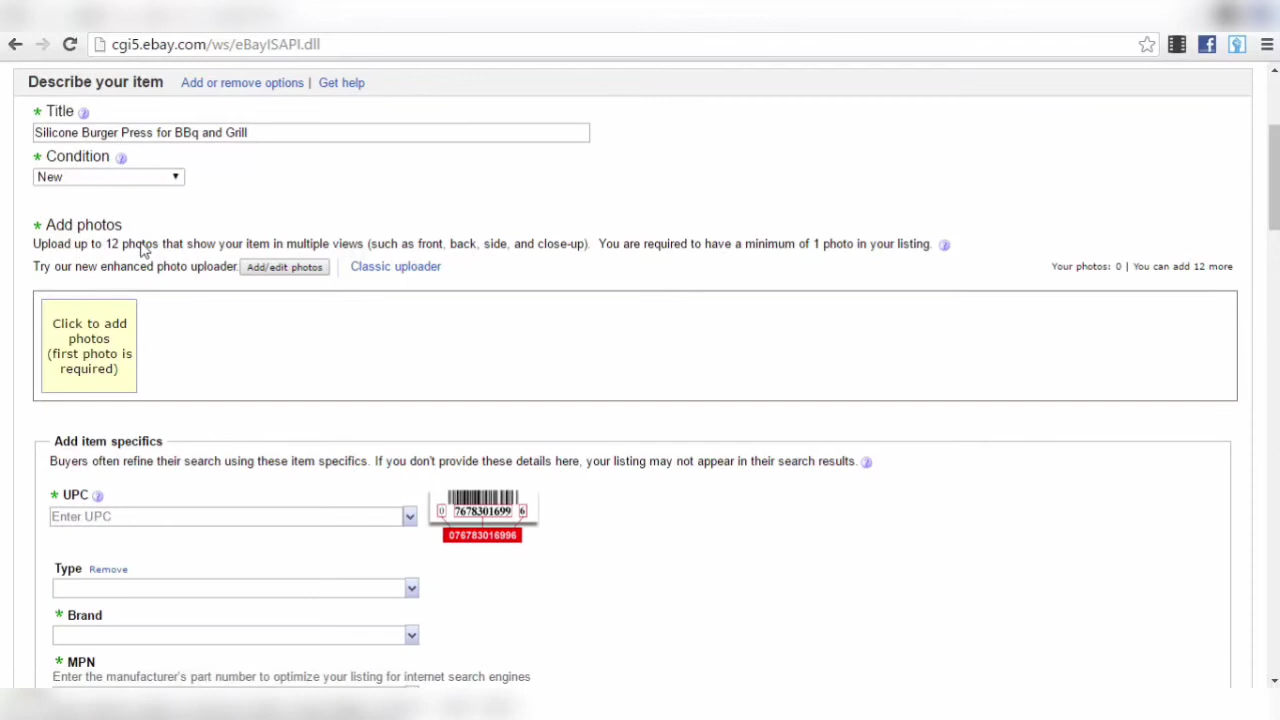 cgi5.ebay.com/ws/eBayISAPI.dll
Describe your item Add or remove options | Get help
* Title ?
Silicone Burger Press for BBq and Grill
* Condition ?
New
* Add photos
Upload up to 12 photos that show your item in multiple views (such as front, back, side, and close-up). You are required to have a minimum of 1 photo in your listing. ?
Try our new enhanced photo uploader. Add/edit photos | Classic uploader Your photos: 0 | You can add 12 more
Click to add
photos
(first photo is
required)
Add item specifics
Buyers often refine their search using these item specifics. If you don't provide these details here, your listing may not appear in their search results. ?
* UPC ?
Enter UPC
0 7678301699 6
076783016996
Type Remove
* Brand
* MPN
Enter the manufacturer's part number to optimize your listing for internet search engines